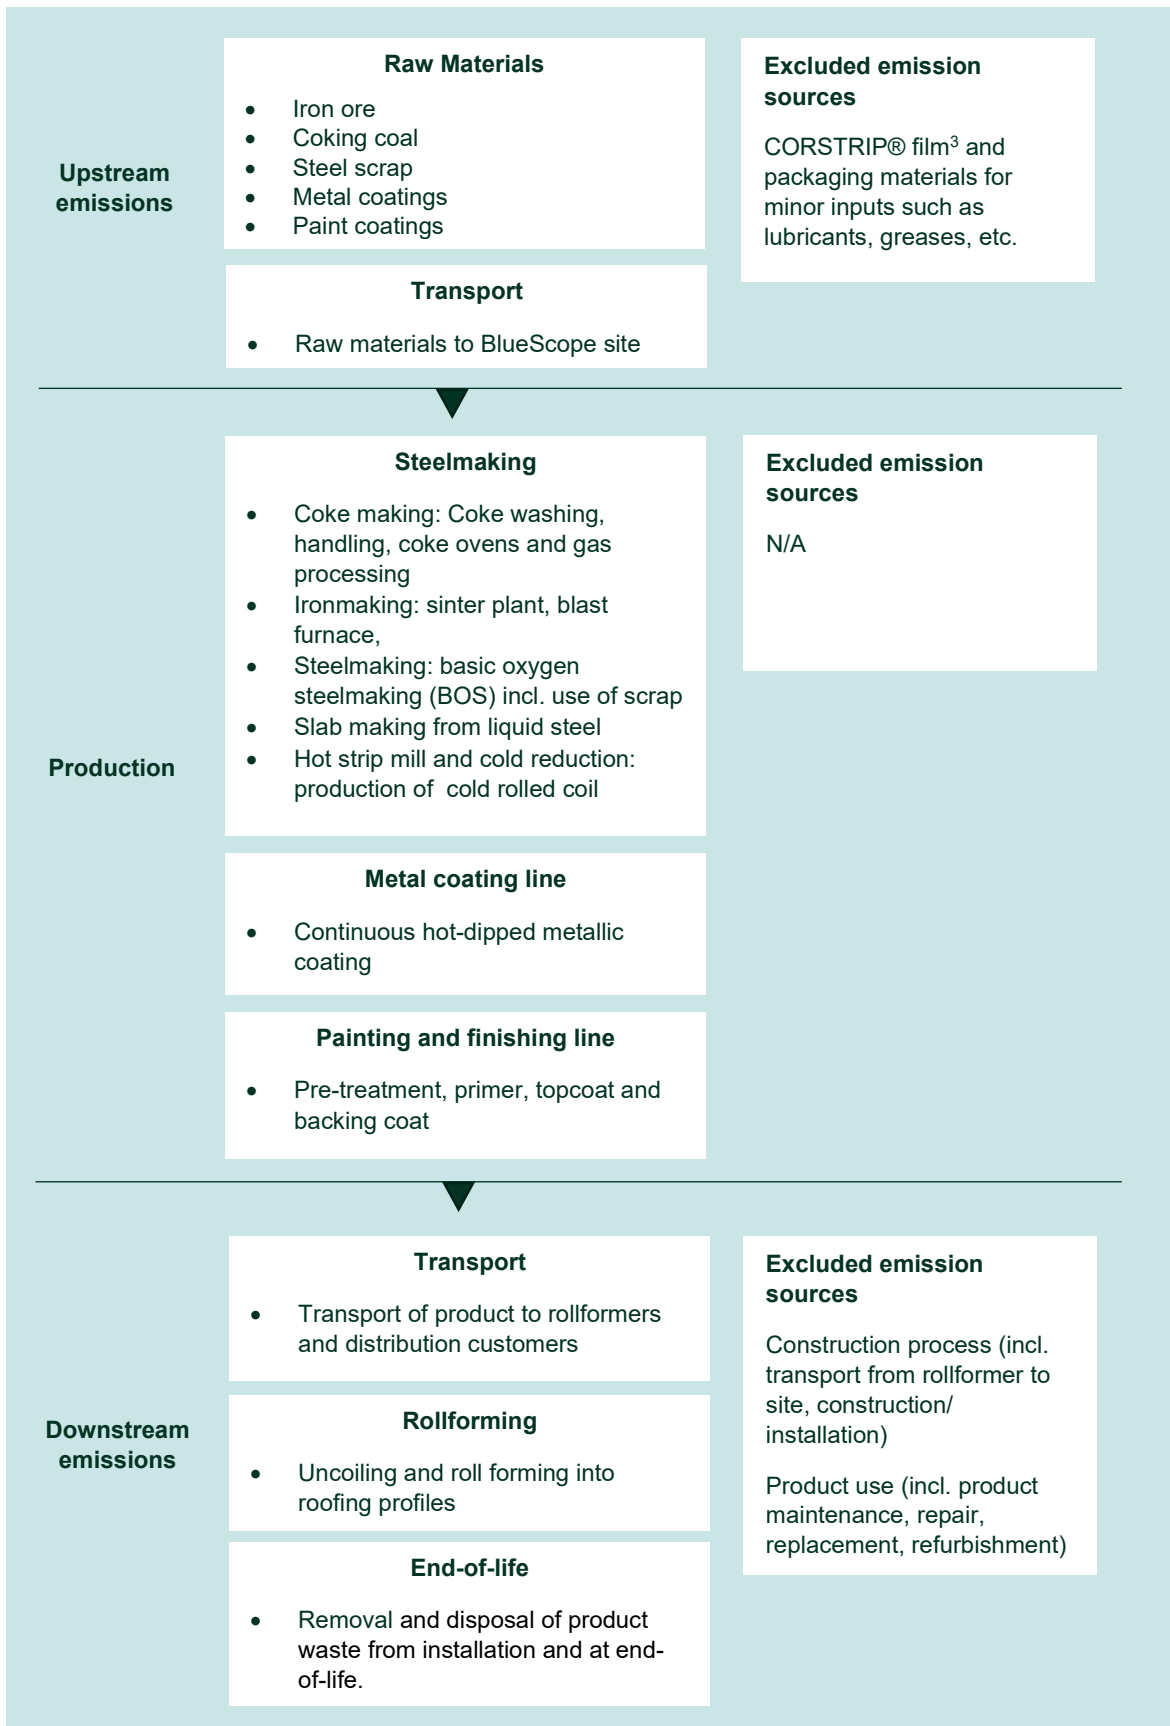 Upstream
emissions
Raw Materials
• Iron ore
• Coking coal
• Steel scrap
• Metal coatings
• Paint coatings
Transport
• Raw materials to BlueScope site
Excluded emission
sources
CORSTRIP® film³ and
packaging materials for
minor inputs such as
lubricants, greases, etc.
Production
Steelmaking
• Coke making: Coke washing,
handling, coke ovens and gas
processing
• Ironmaking: sinter plant, blast
furnace,
• Steelmaking: basic oxygen
steelmaking (BOS) incl. use of scrap
• Slab making from liquid steel
• Hot strip mill and cold reduction:
production of  cold rolled coil
Metal coating line
• Continuous hot-dipped metallic
coating
Painting and finishing line
• Pre-treatment, primer, topcoat and
backing coat
Excluded emission
sources
N/A
Downstream
emissions
Transport
• Transport of product to rollformers
and distribution customers
Rollforming
• Uncoiling and roll forming into
roofing profiles
End-of-life
• Removal and disposal of product
waste from installation and at end-
of-life.
Excluded emission
sources
Construction process (incl.
transport from rollformer to
site, construction/
installation)
Product use (incl. product
maintenance, repair,
replacement, refurbishment)